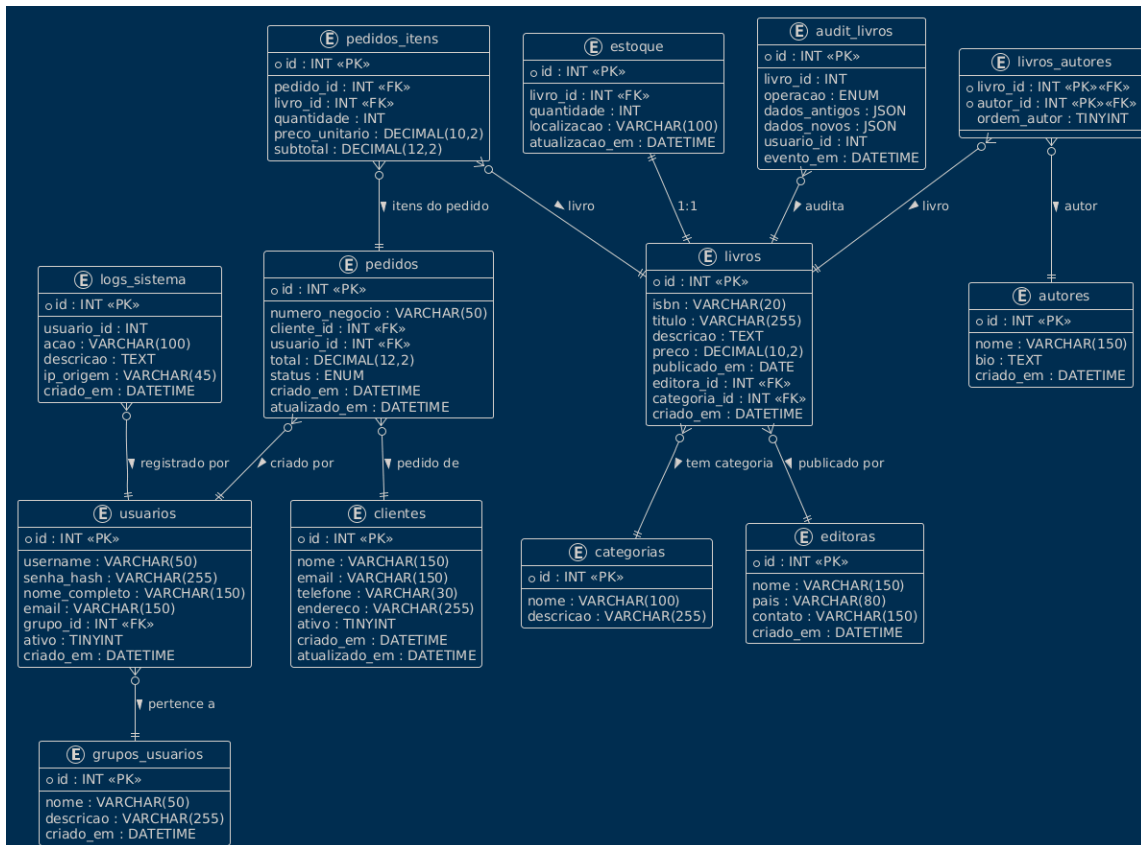 E pedidos_itens
id : INT «PK»
pedido_id : INT «FK»
livro_id : INT «FK»
quantidade : INT
preco_unitario : DECIMAL(10,2)
subtotal : DECIMAL(12,2)
E estoque
id : INT «PK»
livro_id : INT «FK»
quantidade : INT
localizacao : VARCHAR(100)
atualizacao_em : DATETIME
E audit_livros
id : INT «PK»
livro_id : INT
operacao : ENUM
dados_antigos : JSON
dados_novos : JSON
usuario_id : INT
evento_em : DATETIME
E livros_autores
livro_id : INT «PK»«FK»
autor_id : INT «PK»«FK»
ordem_autor : TINYINT
itens do pedido
livro
1:1
audita
livro
autor
E logs_sistema
id : INT «PK»
usuario_id : INT
acao : VARCHAR(100)
descricao : TEXT
ip_origem : VARCHAR(45)
criado_em : DATETIME
E pedidos
id : INT «PK»
numero_negocio : VARCHAR(50)
cliente_id : INT «FK»
usuario_id : INT «FK»
total : DECIMAL(12,2)
status : ENUM
criado_em : DATETIME
atualizado_em : DATETIME
E livros
id : INT «PK»
isbn : VARCHAR(20)
titulo : VARCHAR(255)
descricao : TEXT
preco : DECIMAL(10,2)
publicado_em : DATE
editora_id : INT «FK»
categoria_id : INT «FK»
criado_em : DATETIME
E autores
id : INT «PK»
nome : VARCHAR(150)
bio : TEXT
criado_em : DATETIME
registrado por
criado por
pedido de
tem categoria
publicado por
E usuarios
id : INT «PK»
username : VARCHAR(50)
senha_hash : VARCHAR(255)
nome_completo : VARCHAR(150)
email : VARCHAR(150)
grupo_id : INT «FK»
ativo : TINYINT
criado_em : DATETIME
E clientes
id : INT «PK»
nome : VARCHAR(150)
email : VARCHAR(150)
telefone : VARCHAR(30)
endereco : VARCHAR(255)
ativo : TINYINT
criado_em : DATETIME
atualizado_em : DATETIME
E categorias
id : INT «PK»
nome : VARCHAR(100)
descricao : VARCHAR(255)
E editoras
id : INT «PK»
nome : VARCHAR(150)
pais : VARCHAR(80)
contato : VARCHAR(150)
criado_em : DATETIME
pertence a
E grupos_usuarios
id : INT «PK»
nome : VARCHAR(50)
descricao : VARCHAR(255)
criado_em : DATETIME